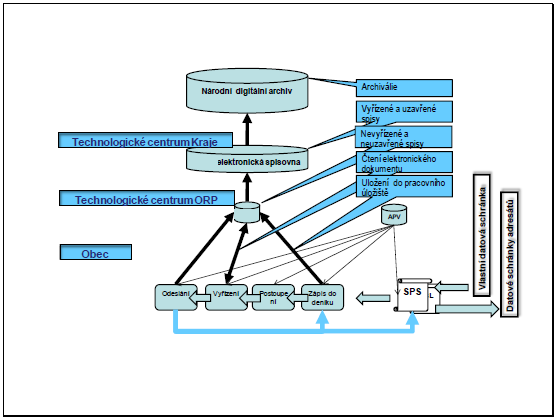 Národní digitální archiv
Archiválie
Vyřízené a uzavřené
spisy
Nevyřízené a
neuzavřené spisy
Technologické centrum Kraje
elektronická spisovna
Čtení elektronického
dokumentu
Uložení do pracovního
úložiště
Technologické centrum ORP
APV
Obec
Vlastní datová schránka
Datové schránky adresátů
Odeslání
Vyřízení
Postoupe
ní
Zápis do
deníku
SPS
L